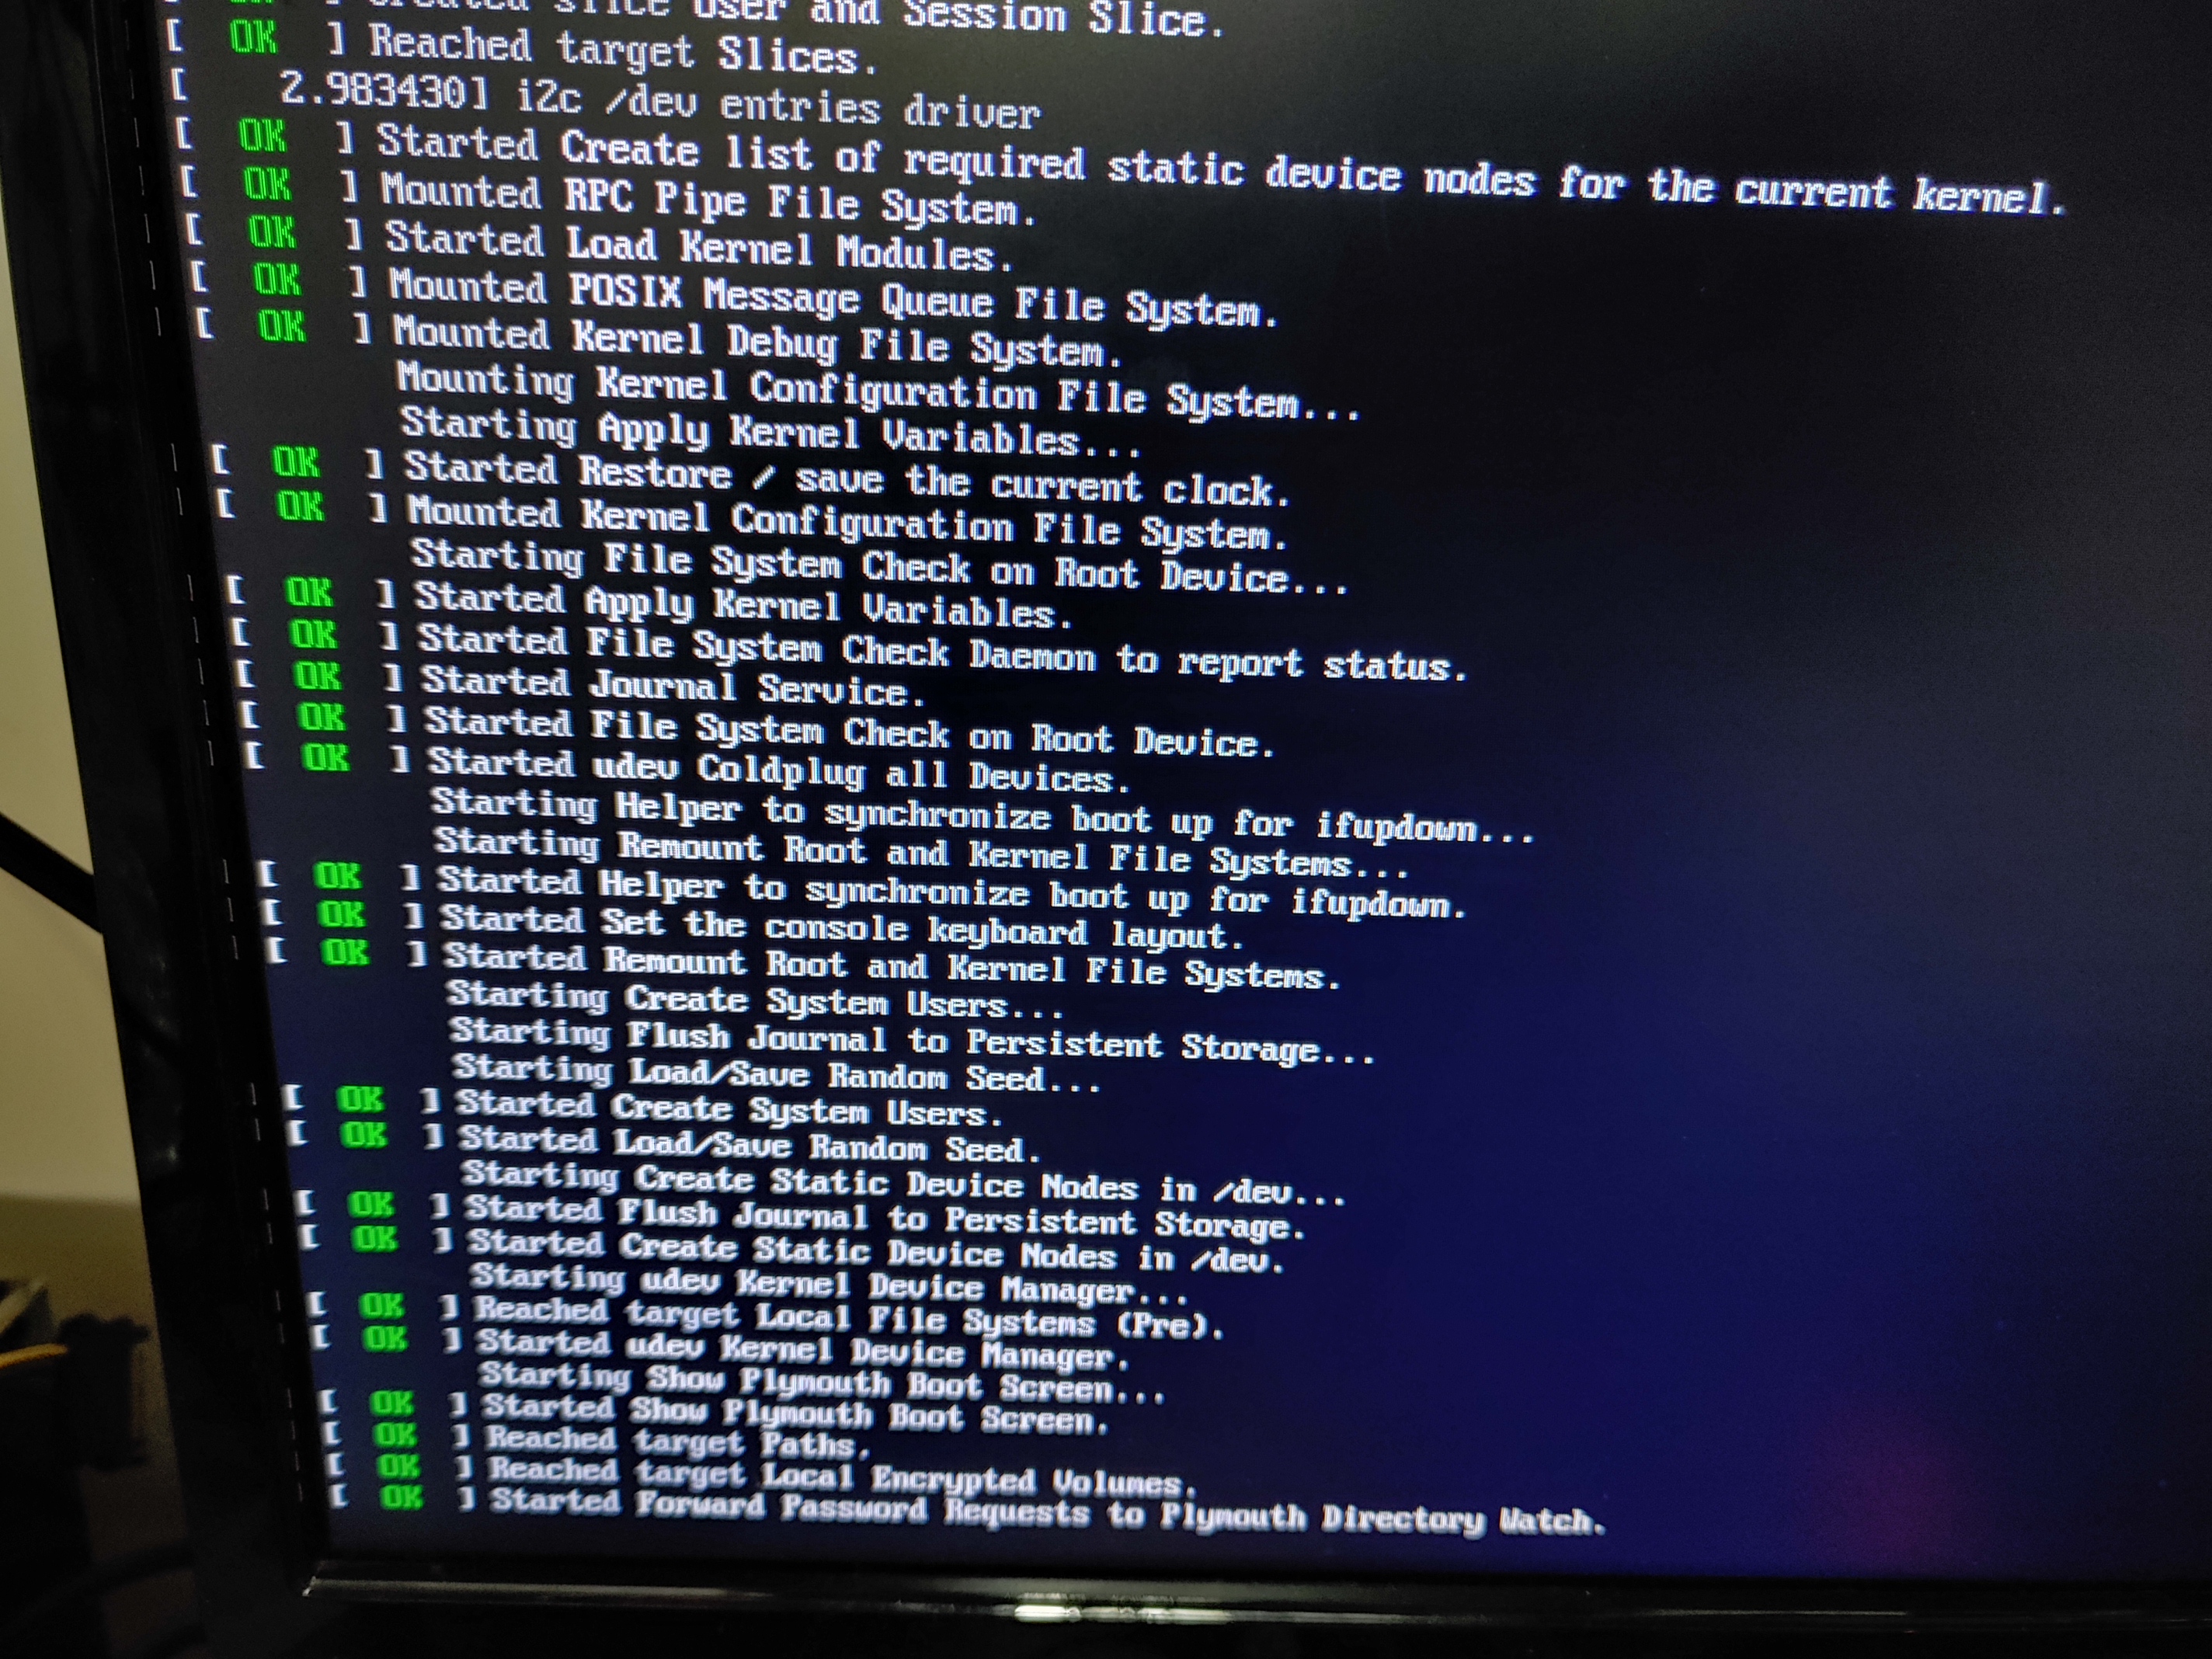 OK ] Created slice User and Session Slice.
[ OK ] Reached target Slices.
[ 2.983430] i2c /dev entries driver
[ OK ] Started Create list of required static device nodes for the current kernel.
[ OK ] Mounted RPC Pipe File System.
[ OK ] Started Load Kernel Modules.
[ OK ] Mounted POSIX Message Queue File System.
[ OK ] Mounted Kernel Debug File System.
Mounting Kernel Configuration File System...
Starting Apply Kernel Variables...
[ OK ] Started Restore / save the current clock.
[ OK ] Mounted Kernel Configuration File System.
Starting File System Check on Root Device...
[ OK ] Started Apply Kernel Variables.
[ OK ] Started File System Check Daemon to report status.
[ OK ] Started Journal Service.
[ OK ] Started File System Check on Root Device.
[ OK ] Started udev Coldplug all Devices.
Starting Helper to synchronize boot up for ifupdown...
Starting Remount Root and Kernel File Systems...
[ OK ] Started Helper to synchronize boot up for ifupdown.
[ OK ] Started Set the console keyboard layout.
[ OK ] Started Remount Root and Kernel File Systems.
Starting Create System Users...
Starting Flush Journal to Persistent Storage...
Starting Load/Save Random Seed...
[ OK ] Started Create System Users.
[ OK ] Started Load/Save Random Seed.
Starting Create Static Device Nodes in /dev...
[ OK ] Started Flush Journal to Persistent Storage.
[ OK ] Started Create Static Device Nodes in /dev.
Starting udev Kernel Device Manager...
[ OK ] Reached target Local File Systems (Pre).
[ OK ] Started udev Kernel Device Manager.
Starting Show Plymouth Boot Screen...
[ OK ] Started Show Plymouth Boot Screen.
[ OK ] Reached target Paths.
[ OK ] Reached target Local Encrypted Volumes.
[ OK ] Started Forward Password Requests to Plymouth Directory Watch.